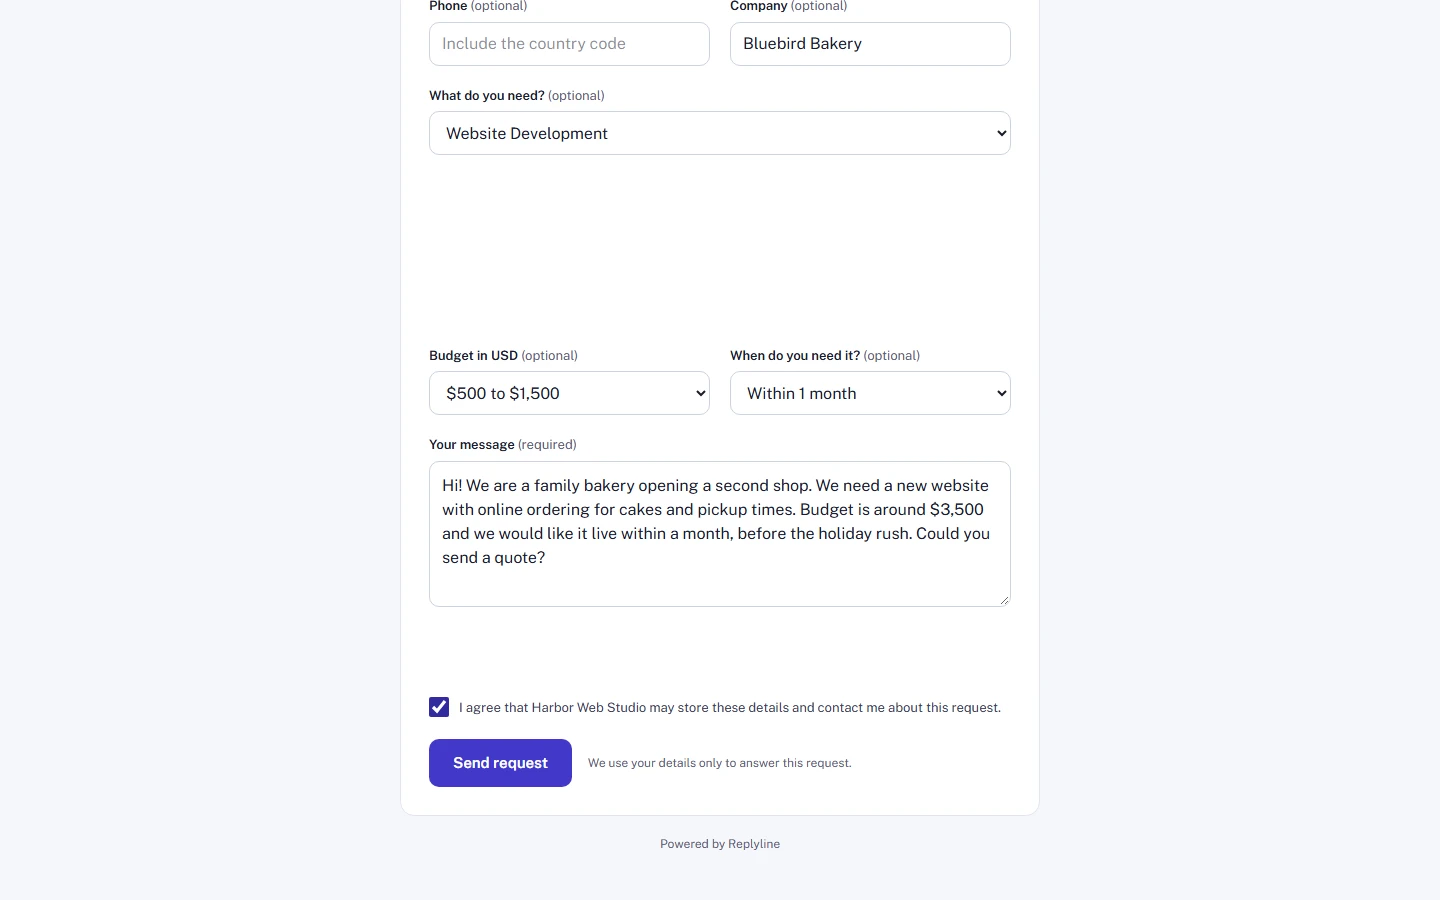 Phone (optional)
Company (optional)
Include the country code
Bluebird Bakery
What do you need? (optional)
Website Development
Budget in USD (optional)
When do you need it? (optional)
$500 to $1,500
Within 1 month
Your message (required)
Hi! We are a family bakery opening a second shop. We need a new website
with online ordering for cakes and pickup times. Budget is around $3,500
and we would like it live within a month, before the holiday rush. Could you
send a quote?
I agree that Harbor Web Studio may store these details and contact me about this request.
Send request
We use your details only to answer this request.
Powered by Replyline